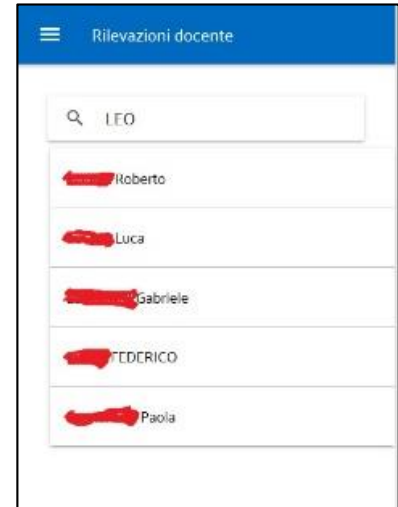 Rilevazioni docente
LEO
Roberto
Luca
Gabriele
FEDERICO
Paola